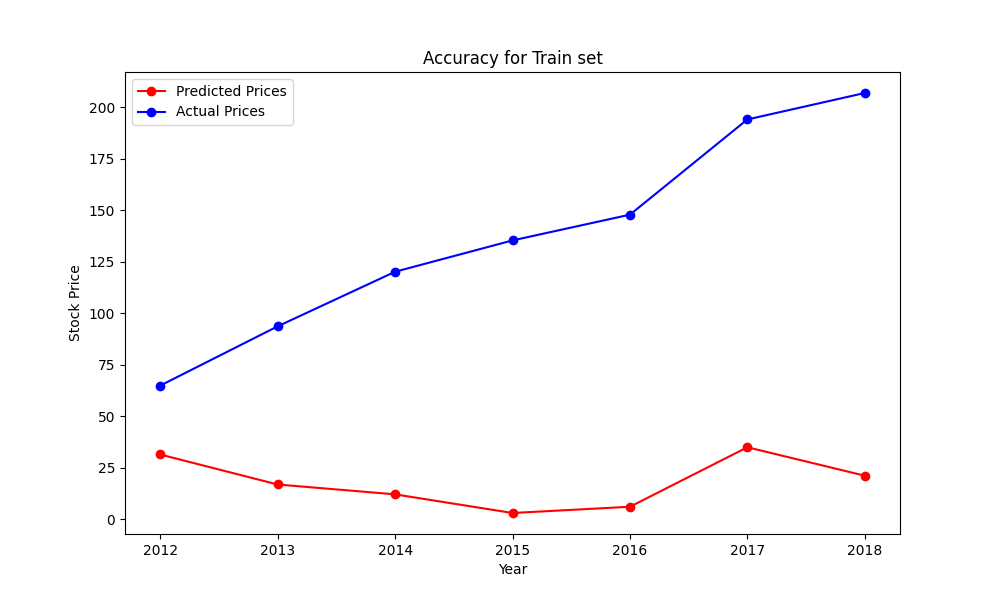 Accuracy for Train set
Predicted Prices
Actual Prices
200
175
150
125
100
75
50
25
0
Stock Price
2012 2013 2014 2015 2016 2017 2018
Year